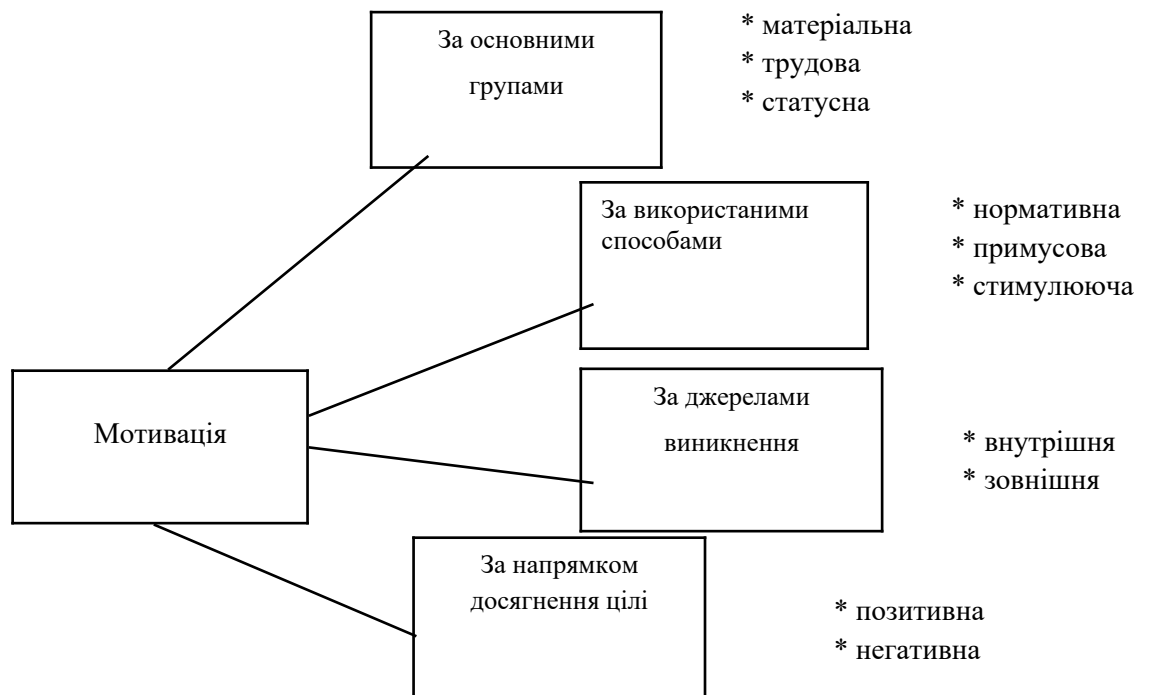 За основними
групами
* матеріальна
* трудова
* статусна
За використаними
способами
* нормативна
* примусова
* стимулююча
Мотивація
За джерелами
виникнення
* внутрішня
* зовнішня
За напрямком
досягнення цілі
* позитивна
* негативна